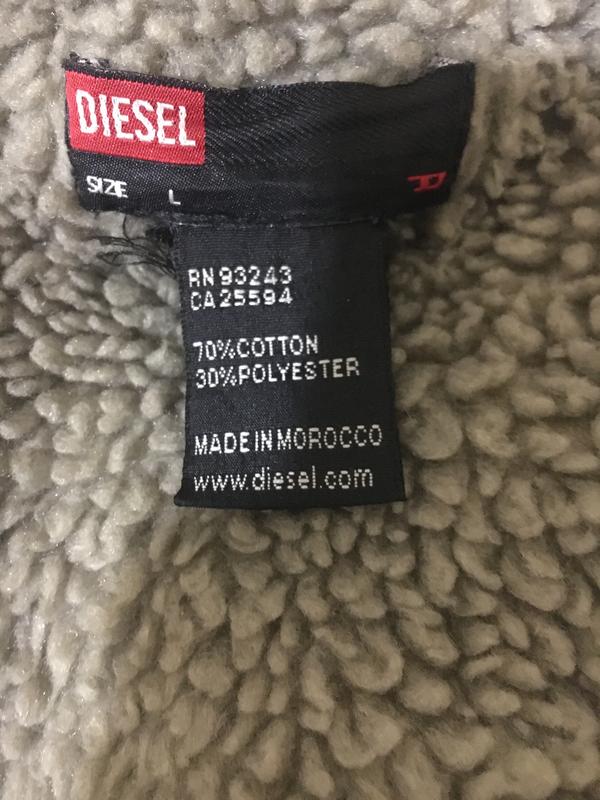 DIESEL
SIZE L
D
RN 93243
CA 25594
70%COTTON
30%POLYESTER
MADE IN MOROCCO
www.diesel.com